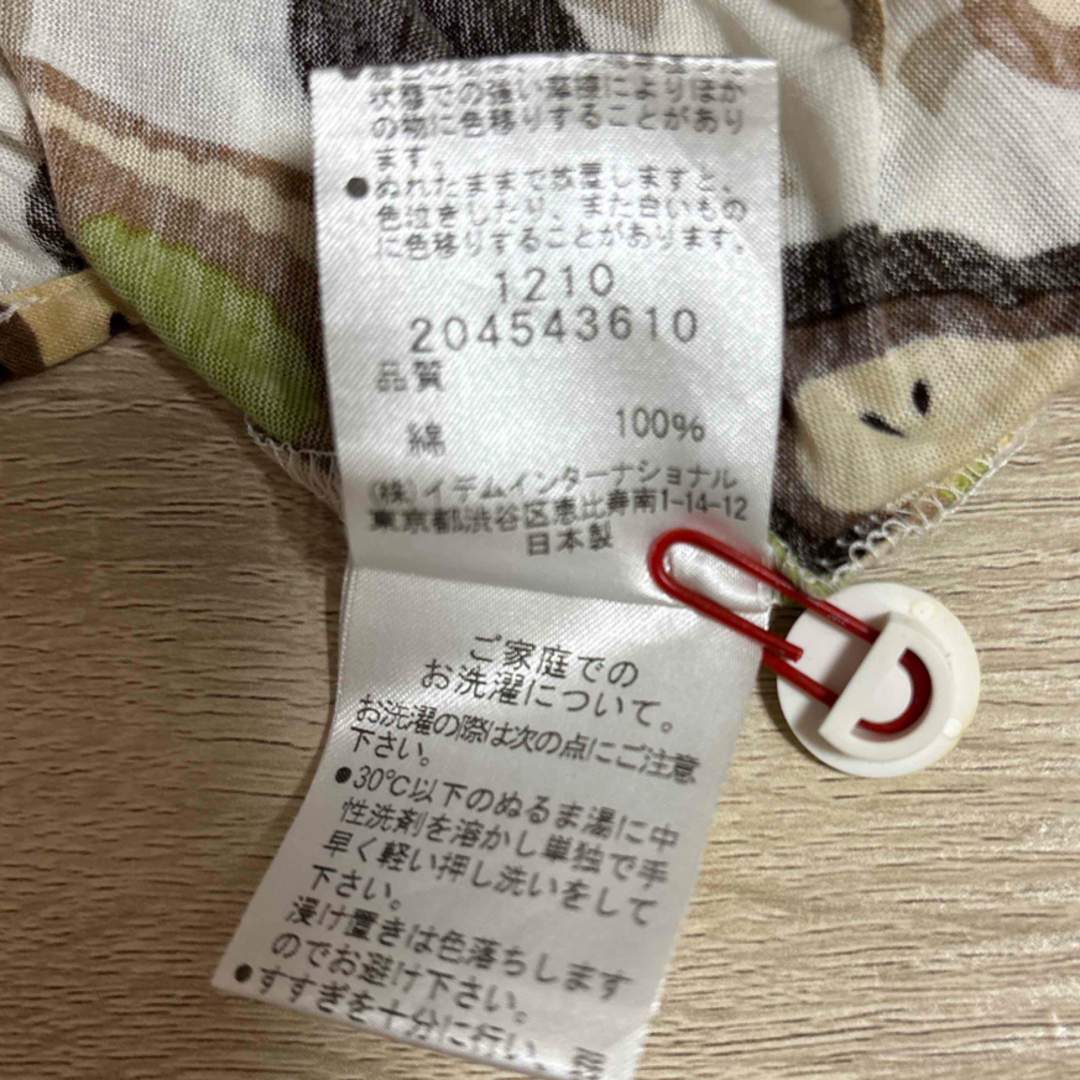 状態での強い摩擦によりほか
の物に色移りすることがあり
ます。
●ぬれたままで放置しますと、
色泣きしたり、また白いもの
に色移りすることがあります。
1210
204543610
品質
綿 100%
(株)イデムインターナショナル
東京都渋谷区恵比寿南1-14-12
日本製
ご家庭での
お洗濯について。
お洗濯の際は次の点にご注意
下さい。
●30℃以下のぬるま湯に中
性洗剤を溶かし単独で手
早く軽い押し洗いをして
下さい。
浸け置きは色落ちします
のでお避け下さい。
●すすぎを十分に行い、